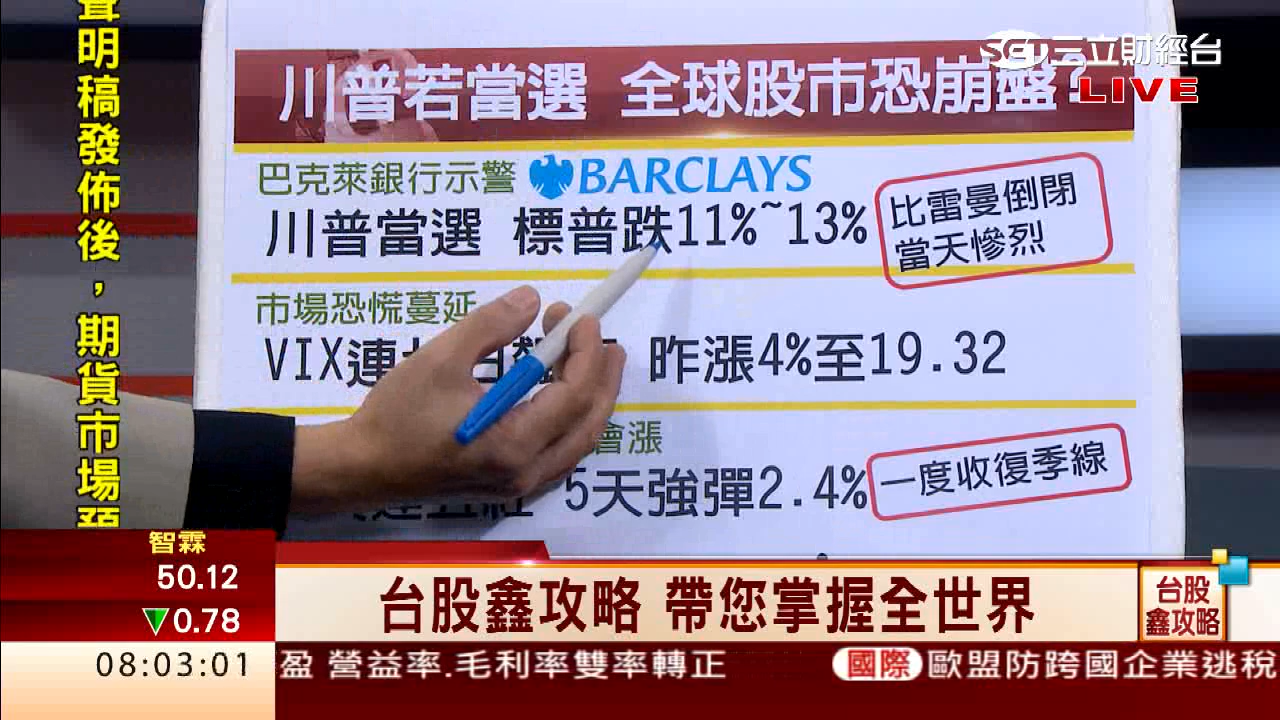 聲明稿發佈後，期貨市場預
SET三立財經台
LIVE
川普若當選 全球股市恐崩盤?
巴克萊銀行示警 BARCLAYS
川普當選 標普跌11%~13%
比雷曼倒閉
當天慘烈
市場恐慌蔓延
VIX連 日飆 昨漲4%至19.32
會漲
連五紅 5天強彈2.4%
一度收復季線
智霖
50.12
▼0.78
台股鑫攻略 帶您掌握全世界
台股
鑫攻略
08:03:01
盈 營益率.毛利率雙率轉正 國際 歐盟防跨國企業逃稅